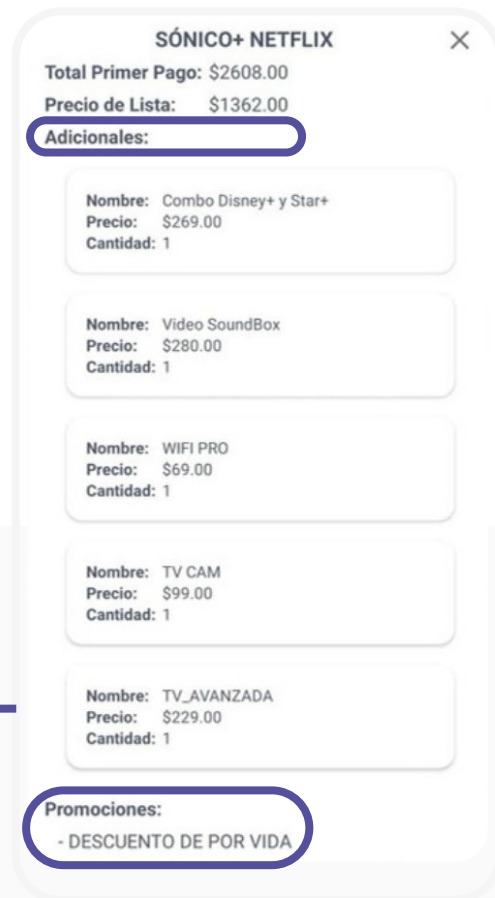 SÓNICO+ NETFLIX
Total Primer Pago: $2608.00
Precio de Lista: $1362.00
Adicionales:
Nombre: Combo Disney+ y Star+
Precio: $269.00
Cantidad: 1
Nombre: Video SoundBox
Precio: $280.00
Cantidad: 1
Nombre: WIFI PRO
Precio: $69.00
Cantidad: 1
Nombre: TV CAM
Precio: $99.00
Cantidad: 1
Nombre: TV_AVANZADA
Precio: $229.00
Cantidad: 1
Promociones:
- DESCUENTO DE POR VIDA